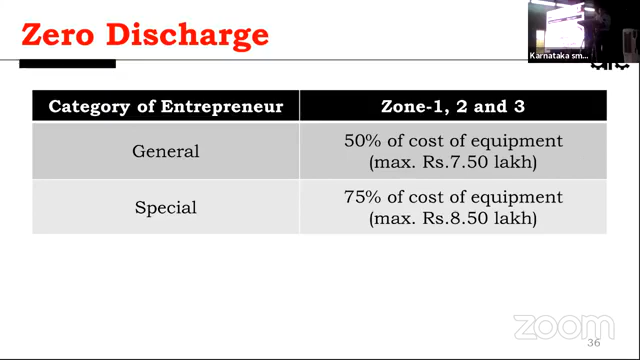 Zero Discharge
Karnataka sm...
Category of Entrepreneur
Zone-1, 2 and 3
General
50% of cost of equipment
(max. Rs.7.50 lakh)
Special
75% of cost of equipment
(max. Rs.8.50 lakh)
zoom
36